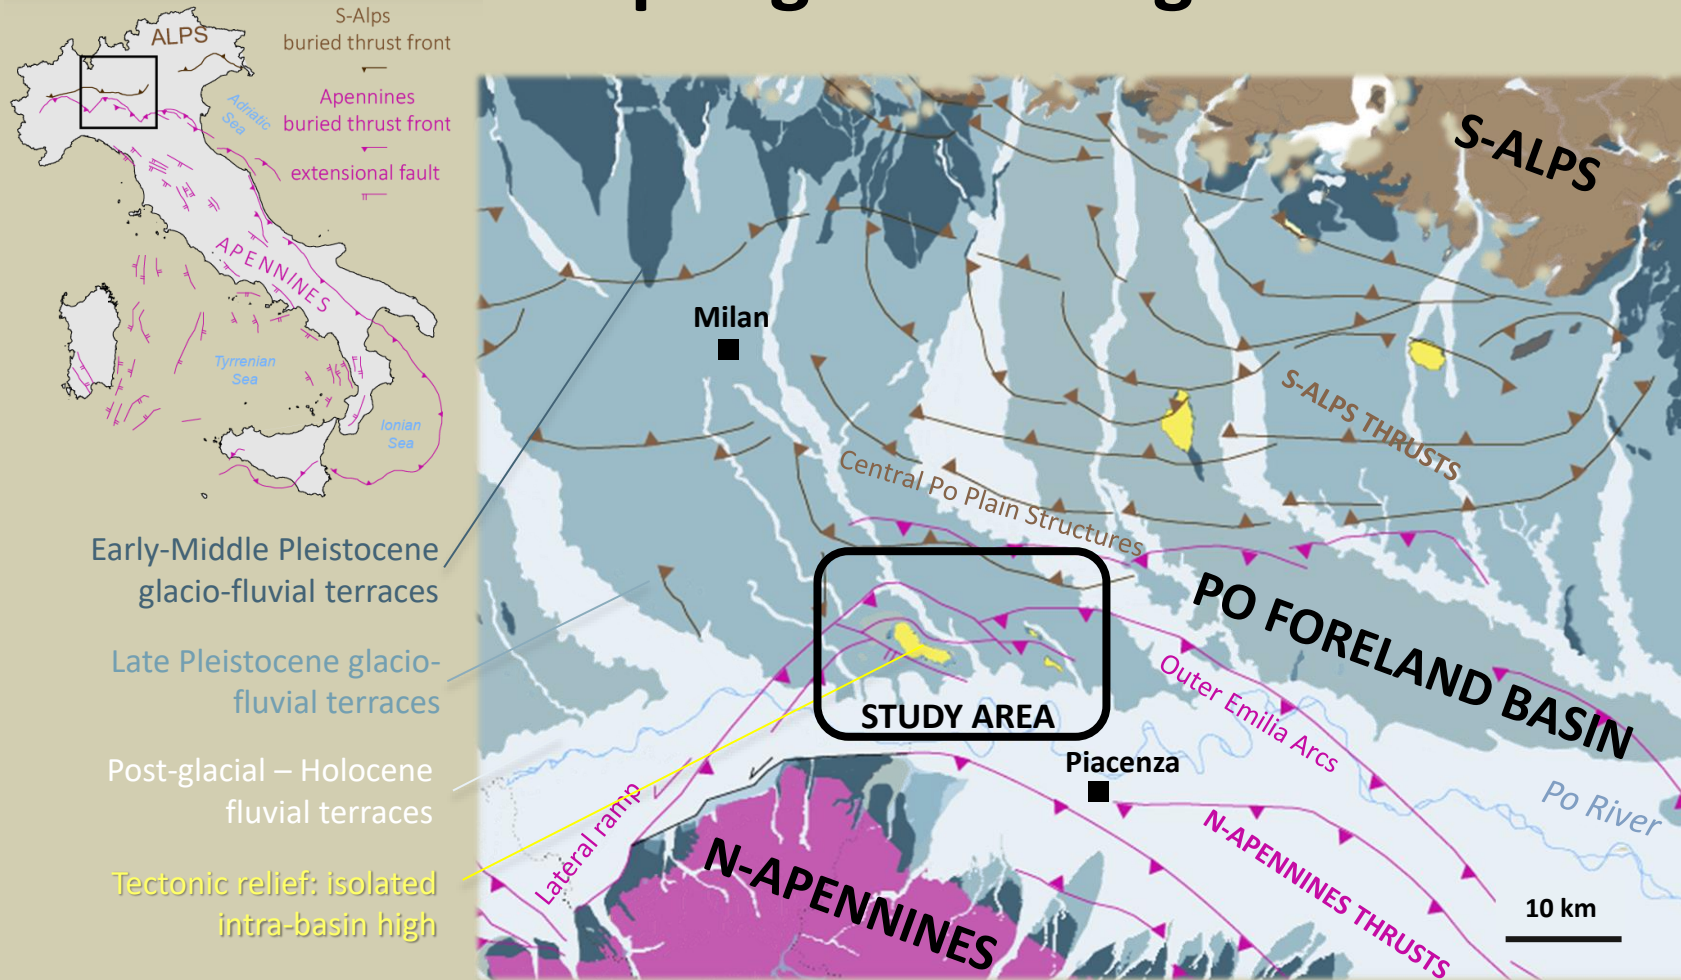 S-Alps
buried thrust front
Apennines
buried thrust front
extensional fault
ALPS
Adriatic
Sea
APENNINES
Tyrrenian
Sea
Ionian
Sea
Early-Middle Pleistocene
glacio-fluvial terraces
Late Pleistocene glacio-
fluvial terraces
Post-glacial – Holocene
fluvial terraces
Tectonic relief: isolated
intra-basin high
S-ALPS
Milan
S-ALPS THRUSTS
Central Po Plain Structures
PO FORELAND BASIN
STUDY AREA
Outer Emilia Arcs
Piacenza
Po River
Lateral ramp
N-APENNINES
N-APENNINES THRUSTS
10 km